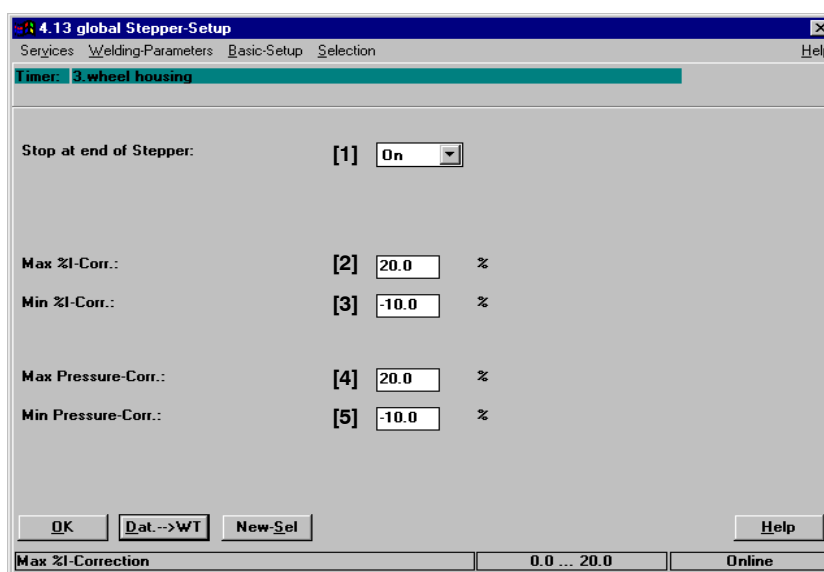 4.13 global Stepper-Setup
Services Welding-Parameters Basic-Setup Selection Help
Timer: 3.wheel housing
Stop at end of Stepper: [1] On
Max %I-Corr.: [2] 20.0 %
Min %I-Corr.: [3] -10.0 %
Max Pressure-Corr.: [4] 20.0 %
Min Pressure-Corr.: [5] -10.0 %
OK Dat.-->WT New-Sel Help
Max %I-Correction 0.0 ... 20.0 Online